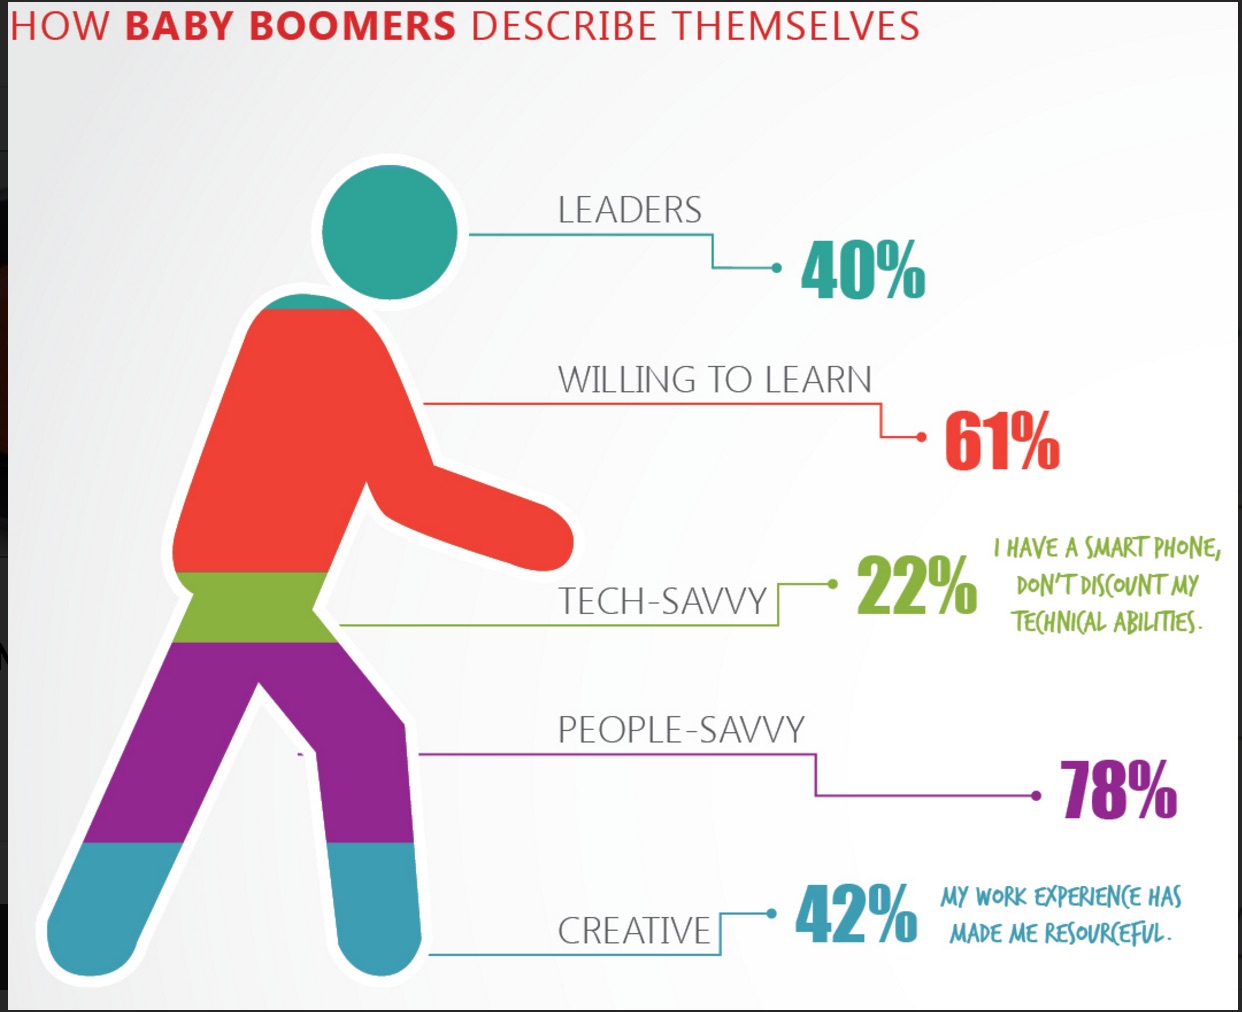 HOW BABY BOOMERS DESCRIBE THEMSELVES
LEADERS
40%
WILLING TO LEARN
61%
TECH-SAVVY
22%
I HAVE A SMART PHONE,
DON'T DISCOUNT MY
TECHNICAL ABILITIES.
PEOPLE-SAVVY
78%
CREATIVE
42%
MY WORK EXPERIENCE HAS
MADE ME RESOURCEFUL.